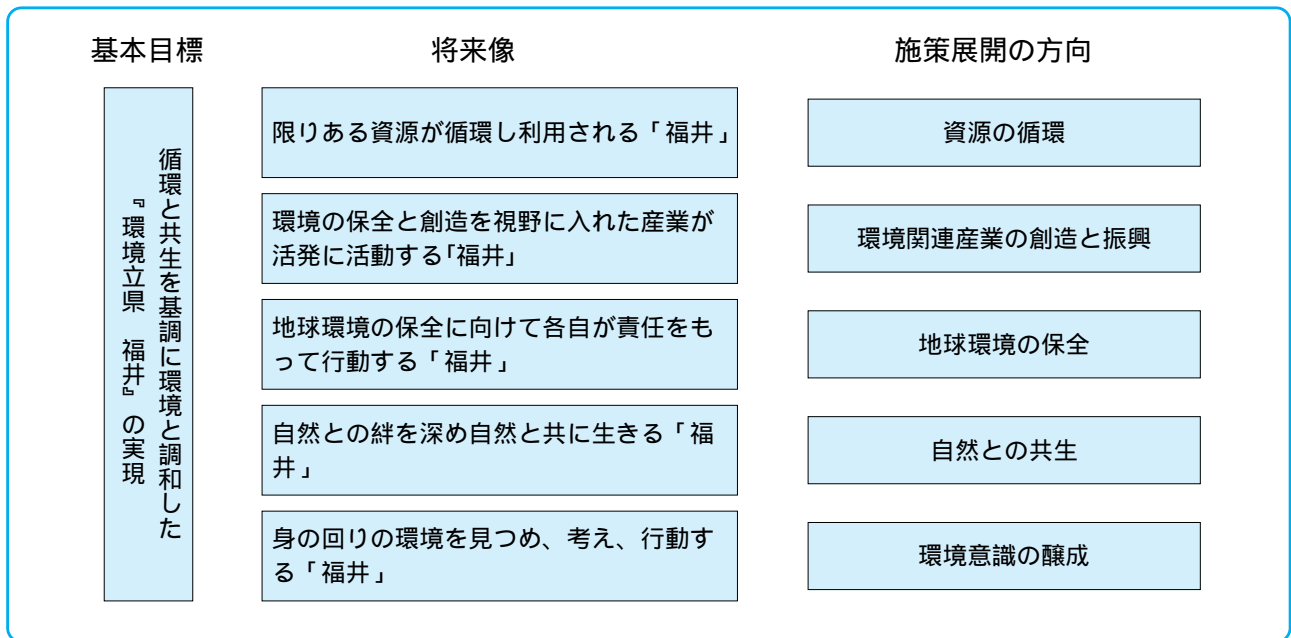 基本目標
将来像
施策展開の方向
循環と共生を基調に環境と調和した
『環境立県　福井』の実現
限りある資源が循環し利用される「福井」
資源の循環
環境の保全と創造を視野に入れた産業が
活発に活動する「福井」
環境関連産業の創造と振興
地球環境の保全に向けて各自が責任をも
って行動する「福井」
地球環境の保全
自然との絆を深め自然と共に生きる「福
井」
自然との共生
身の回りの環境を見つめ、考え、行動す
る「福井」
環境意識の醸成